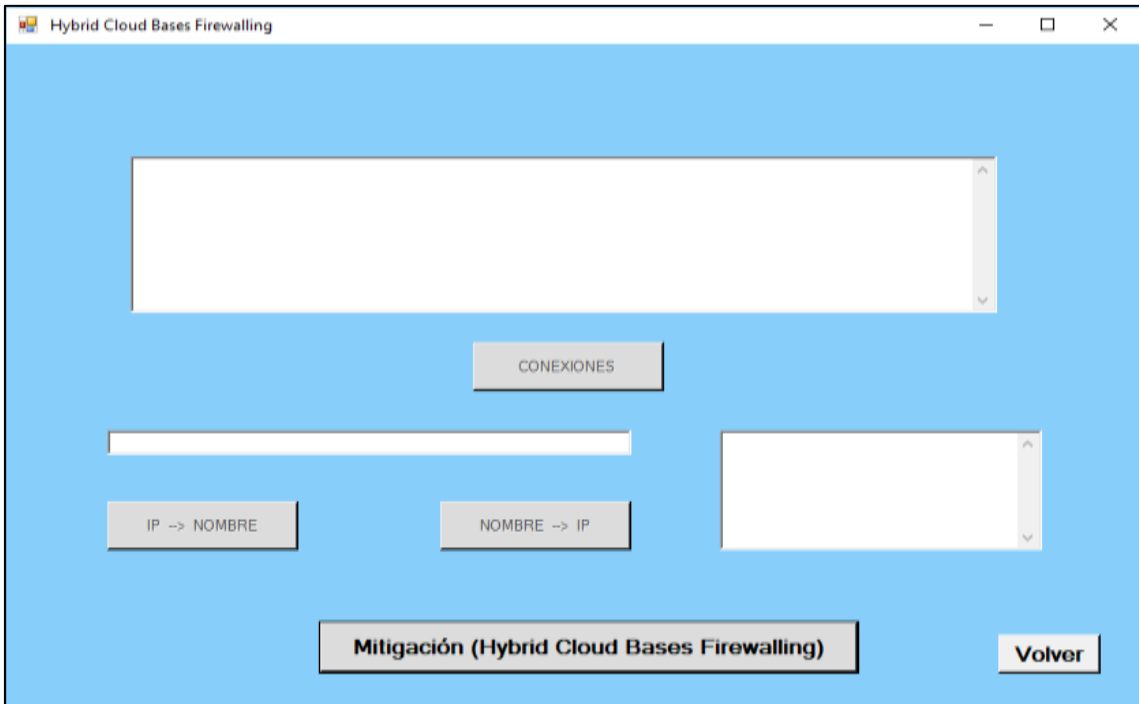 Hybrid Cloud Bases Firewalling
CONEXIONES
IP --> NOMBRE
NOMBRE --> IP
Mitigación (Hybrid Cloud Bases Firewalling)
Volver